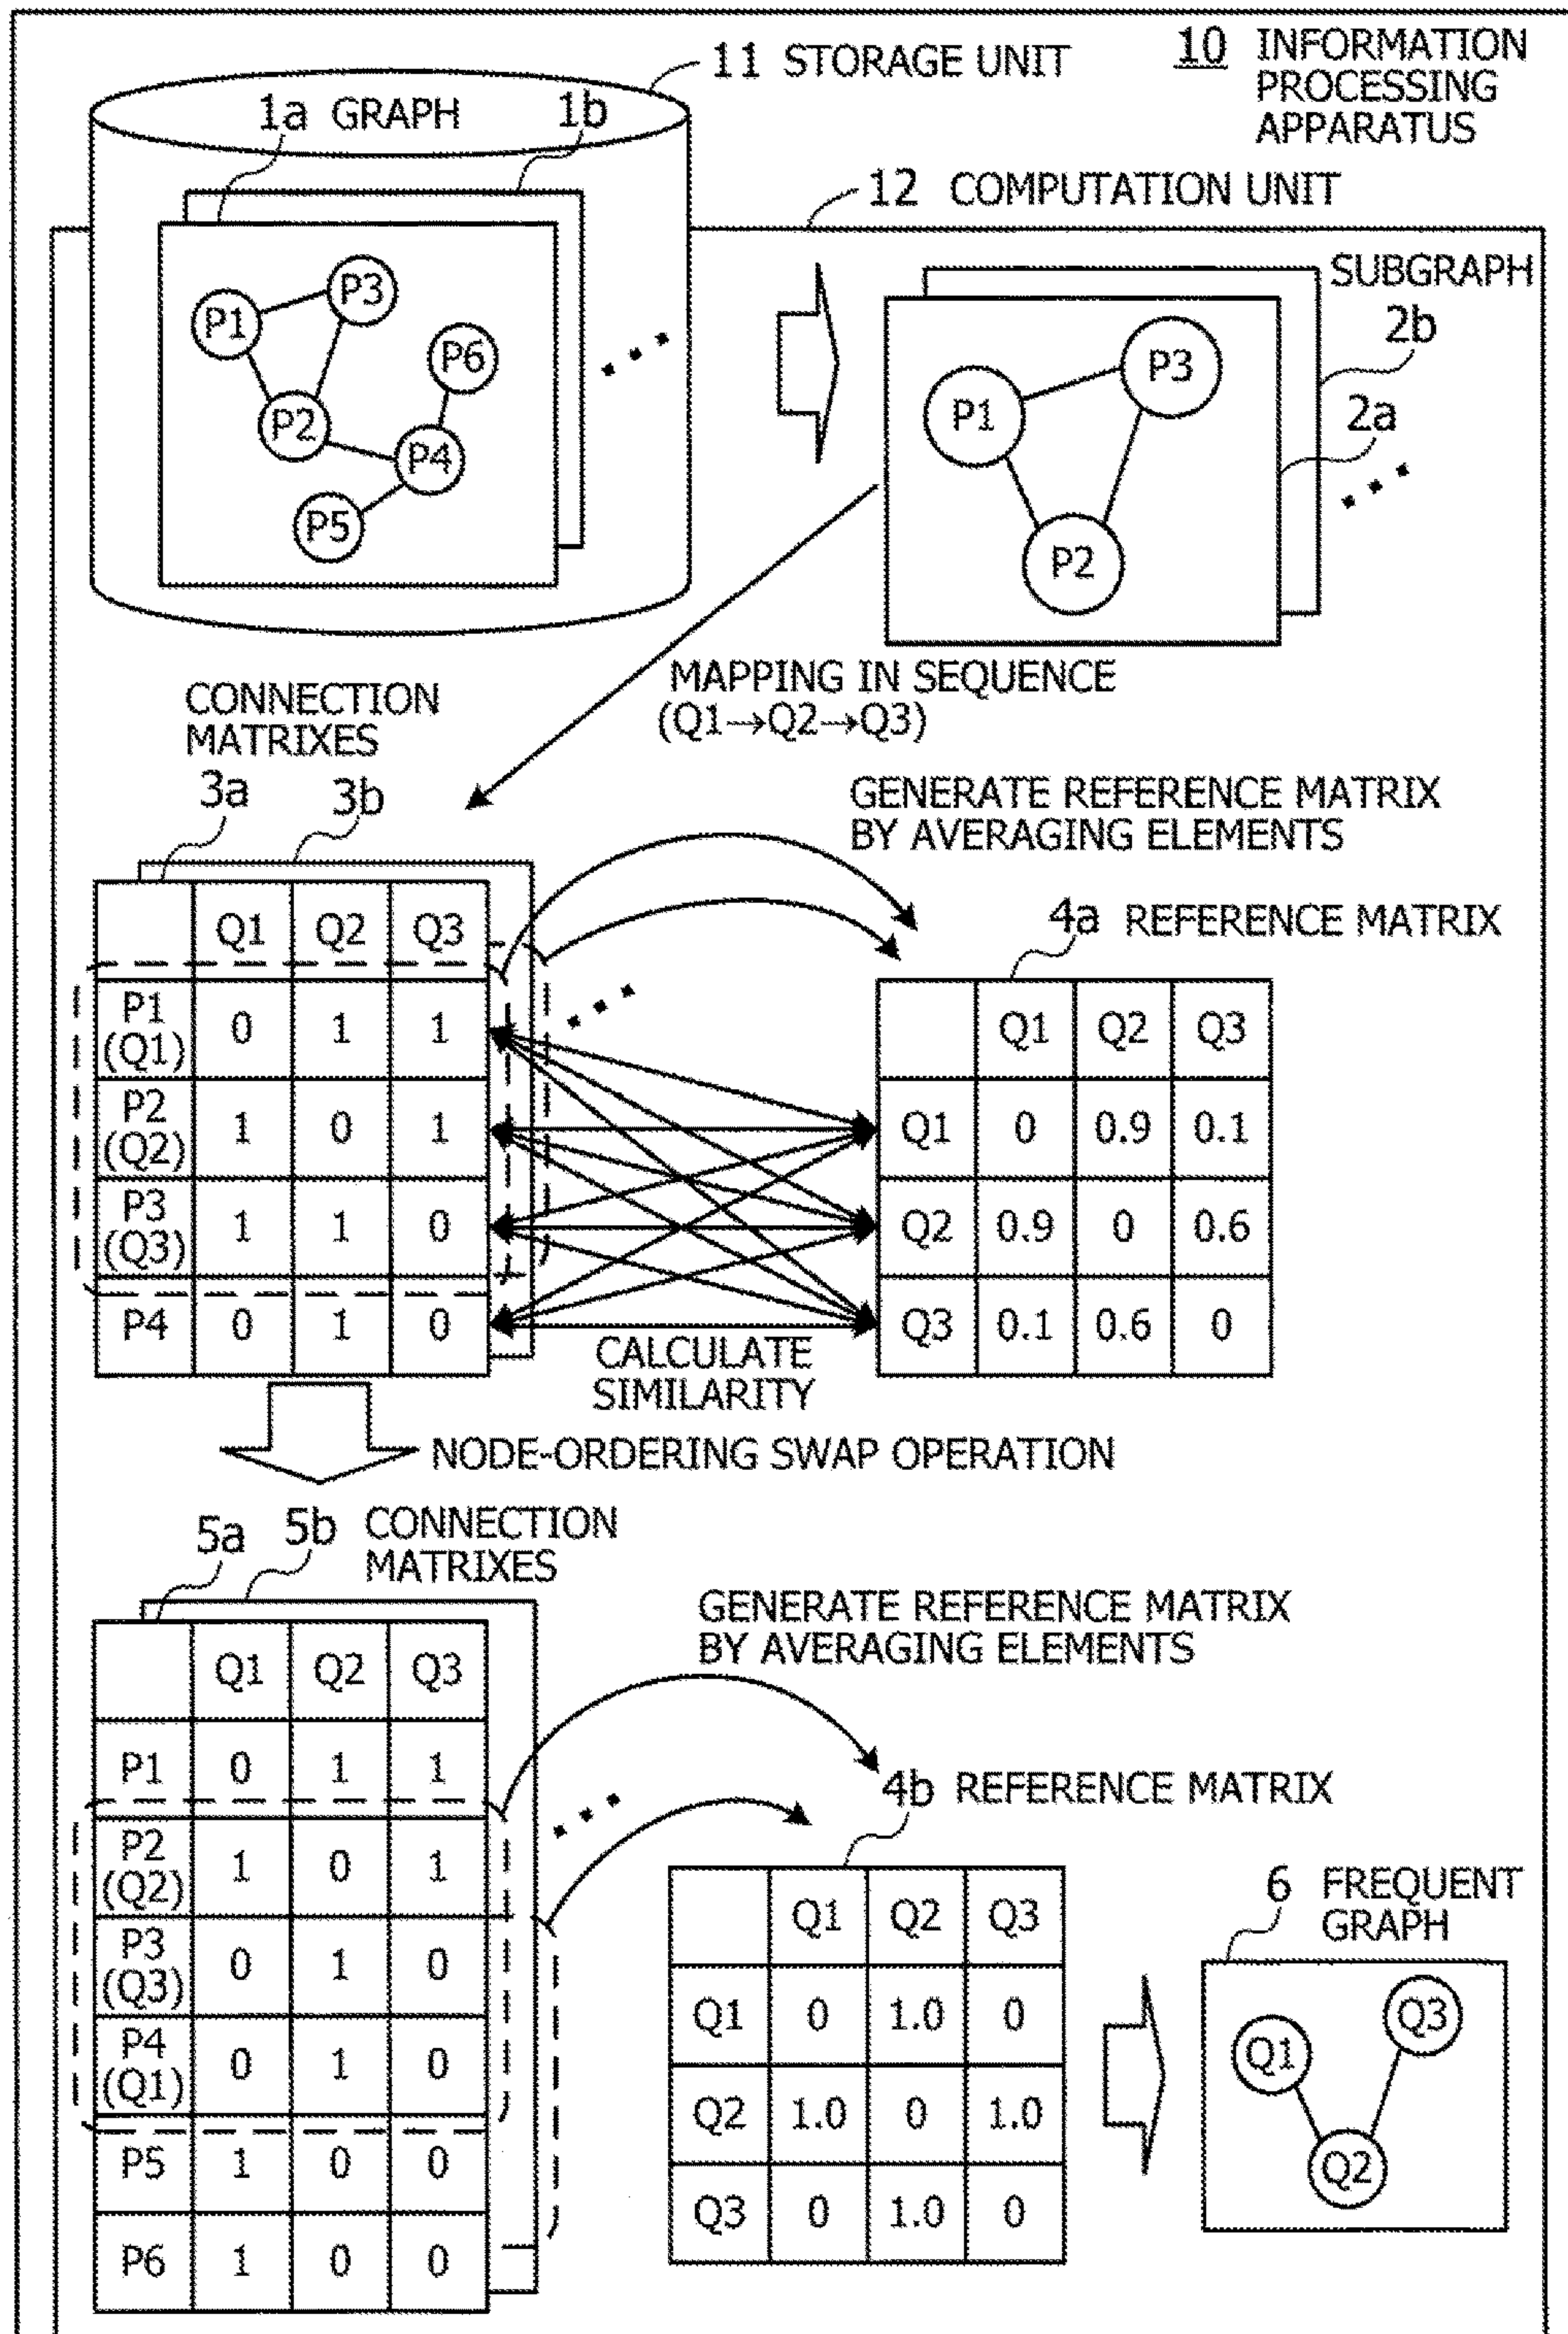 10 INFORMATION
PROCESSING
APPARATUS
11 STORAGE UNIT
1a GRAPH 1b
P1
P3
P6
P2
P4
P5
12 COMPUTATION UNIT
SUBGRAPH
2b
2a
P1
P3
P2
MAPPING IN SEQUENCE
(Q1→Q2→Q3)
CONNECTION
MATRIXES
3a 3b
GENERATE REFERENCE MATRIX
BY AVERAGING ELEMENTS
Q1 Q2 Q3
P1 (Q1) 0 1 1
P2 (Q2) 1 0 1
P3 (Q3) 1 1 0
P4 0 1 0
4a REFERENCE MATRIX
Q1 Q2 Q3
Q1 0 0.9 0.1
Q2 0.9 0 0.6
Q3 0.1 0.6 0
CALCULATE
SIMILARITY
NODE-ORDERING SWAP OPERATION
5a 5b CONNECTION
MATRIXES
GENERATE REFERENCE MATRIX
BY AVERAGING ELEMENTS
Q1 Q2 Q3
P1 0 1 1
P2 (Q2) 1 0 1
P3 (Q3) 0 1 0
P4 (Q1) 0 1 0
P5 1 0 0
P6 1 0 0
4b REFERENCE MATRIX
Q1 Q2 Q3
Q1 0 1.0 0
Q2 1.0 0 1.0
Q3 0 1.0 0
6 FREQUENT
GRAPH
Q1
Q3
Q2